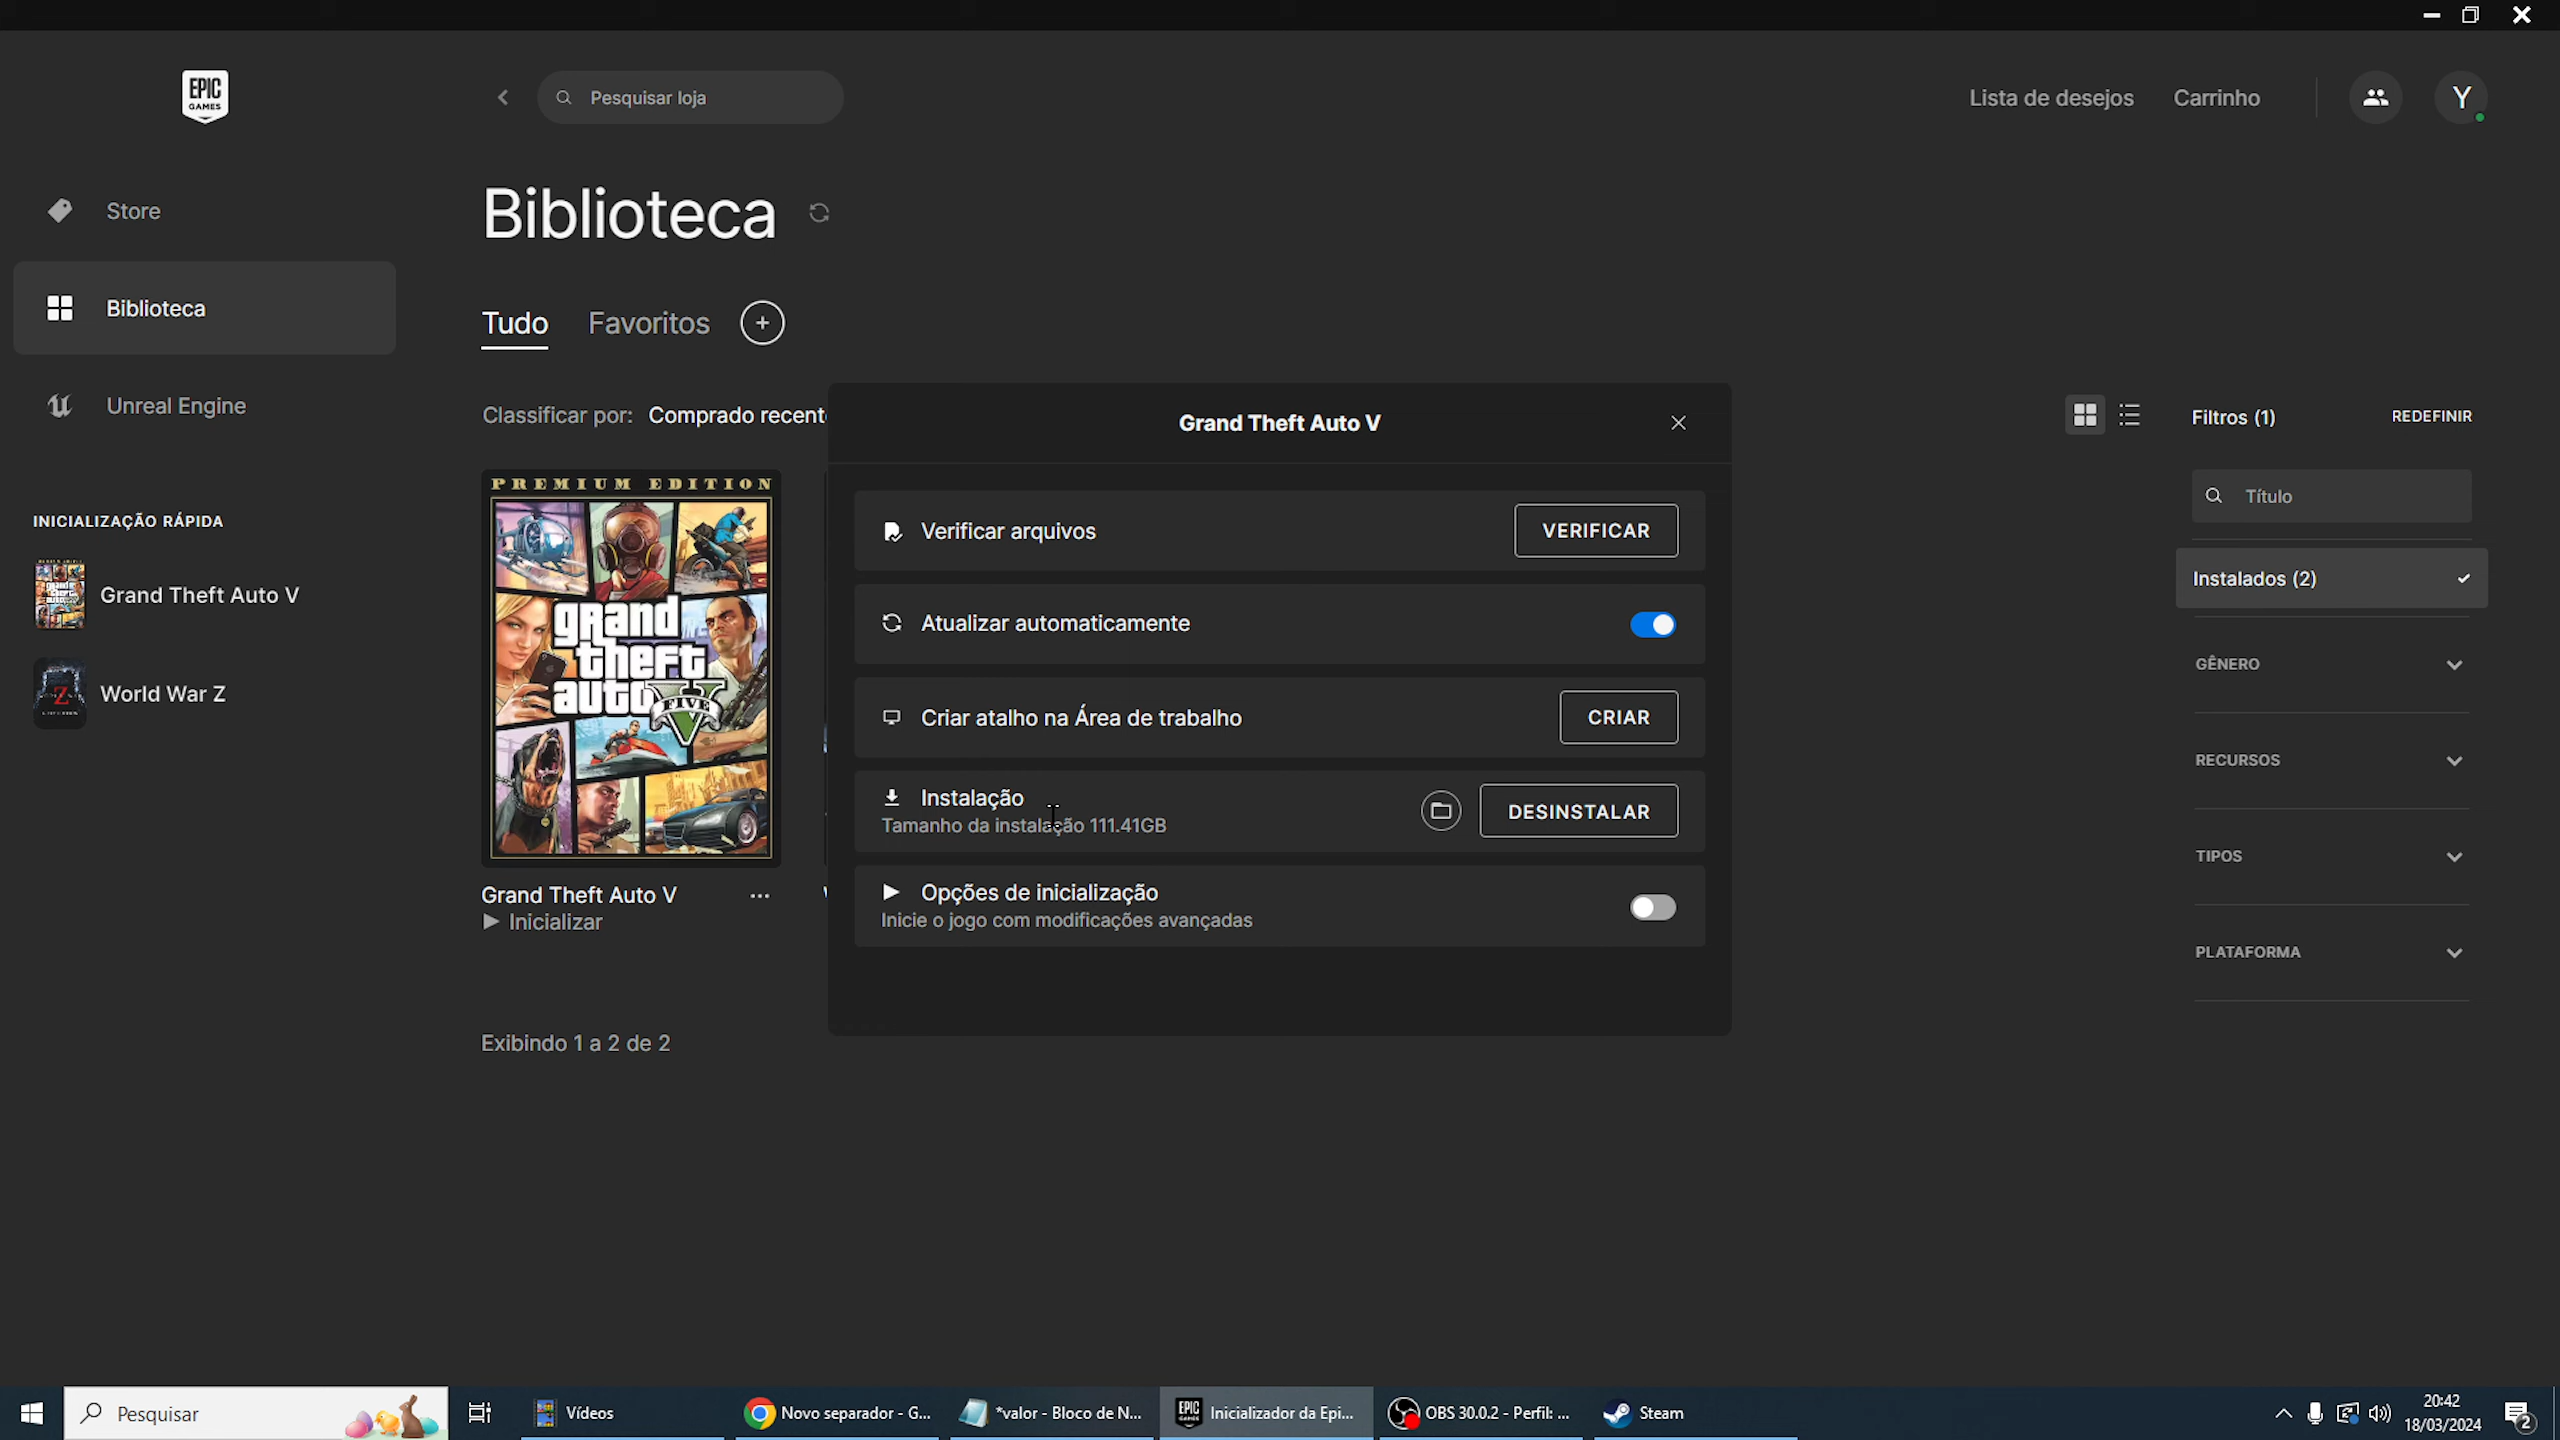 EPIC
GAMES
Pesquisar loja
Lista de desejos
Carrinho
Y
Store
Biblioteca
Unreal Engine
INICIALIZAÇÃO RÁPIDA
Grand Theft Auto V
World War Z
Biblioteca
Tudo
Favoritos
Classificar por: Comprado recent
PREMIUM EDITION
grand
theft
auto
FIVE
Grand Theft Auto V
Inicializar
Exibindo 1 a 2 de 2
Grand Theft Auto V
Verificar arquivos
VERIFICAR
Atualizar automaticamente
Criar atalho na Área de trabalho
CRIAR
Instalação
Tamanho da instalação 111.41GB
DESINSTALAR
Opções de inicialização
Inicie o jogo com modificações avançadas
Filtros (1)
REDEFINIR
Título
Instalados (2)
GÊNERO
RECURSOS
TIPOS
PLATAFORMA
Pesquisar
Vídeos
Novo separador - G...
*valor - Bloco de N...
EPIC
GAMES
Inicializador da Epi...
OBS 30.0.2 - Perfil: ...
Steam
20:42
18/03/2024
2